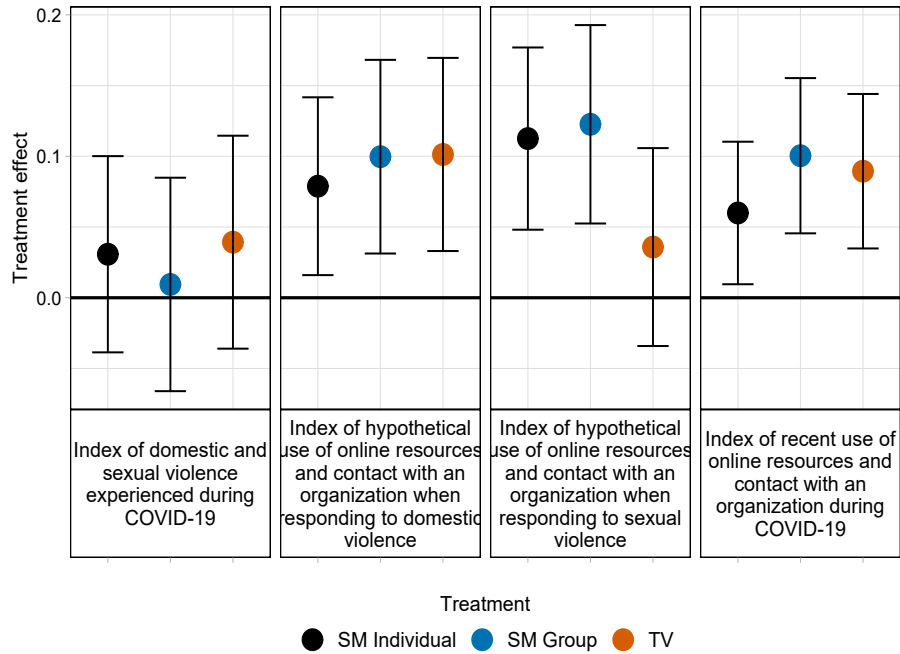 0.2
0.1
0.0
Treatment effect
Index of domestic and
sexual violence
experienced during
COVID-19
Index of hypothetical
use of online resources
and contact with an
organization when
responding to domestic
violence
Index of hypothetical
use of online resources
and contact with an
organization when
responding to sexual
violence
Index of recent use of
online resources and
contact with an
organization during
COVID-19
Treatment
SM Individual SM Group TV